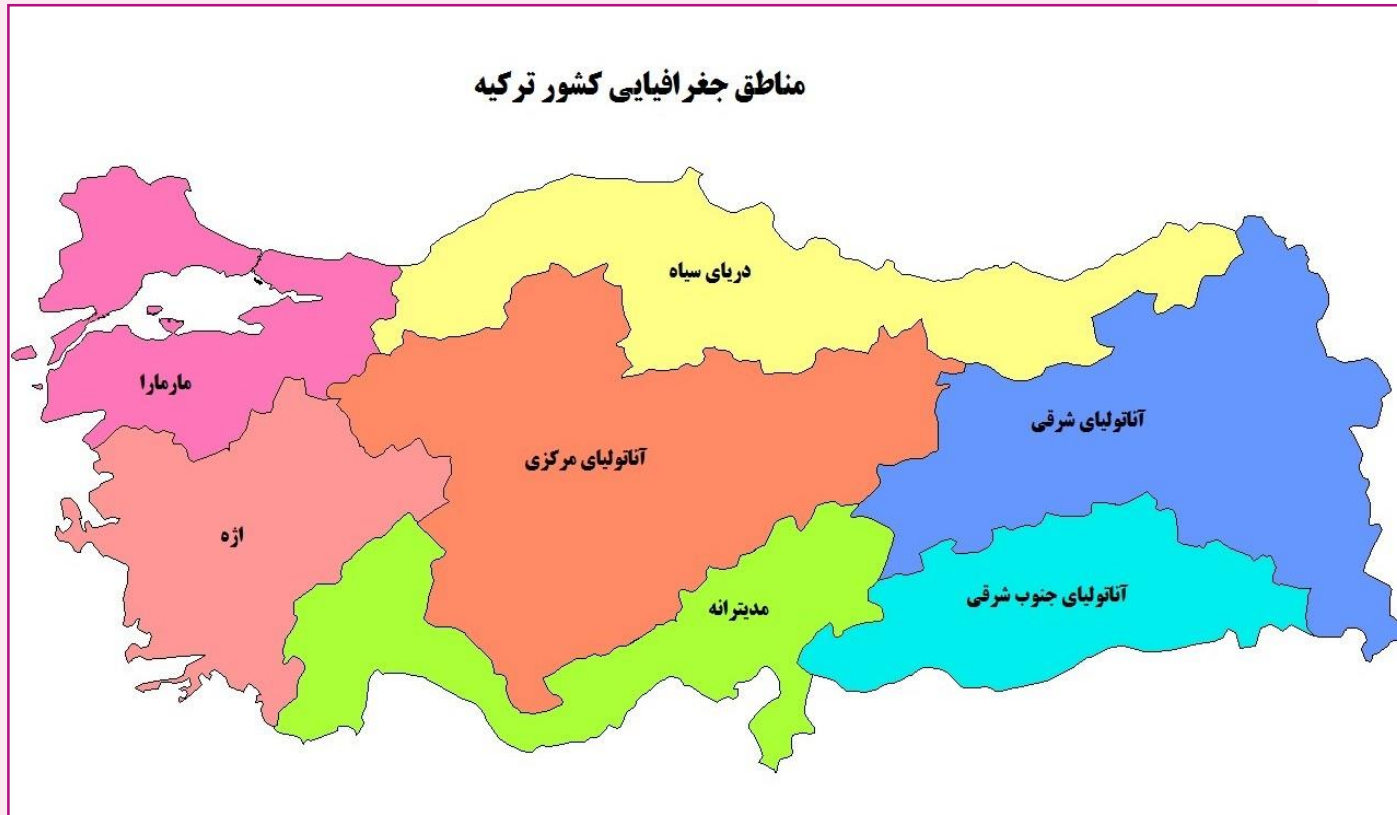 مناطق جغرافیایی کشور ترکیه
دریای سیاه
مارمارا
آناتولیای شرقی
آناتولیای مرکزی
اژه
آناتولیای جنوب شرقی
مدیترانه